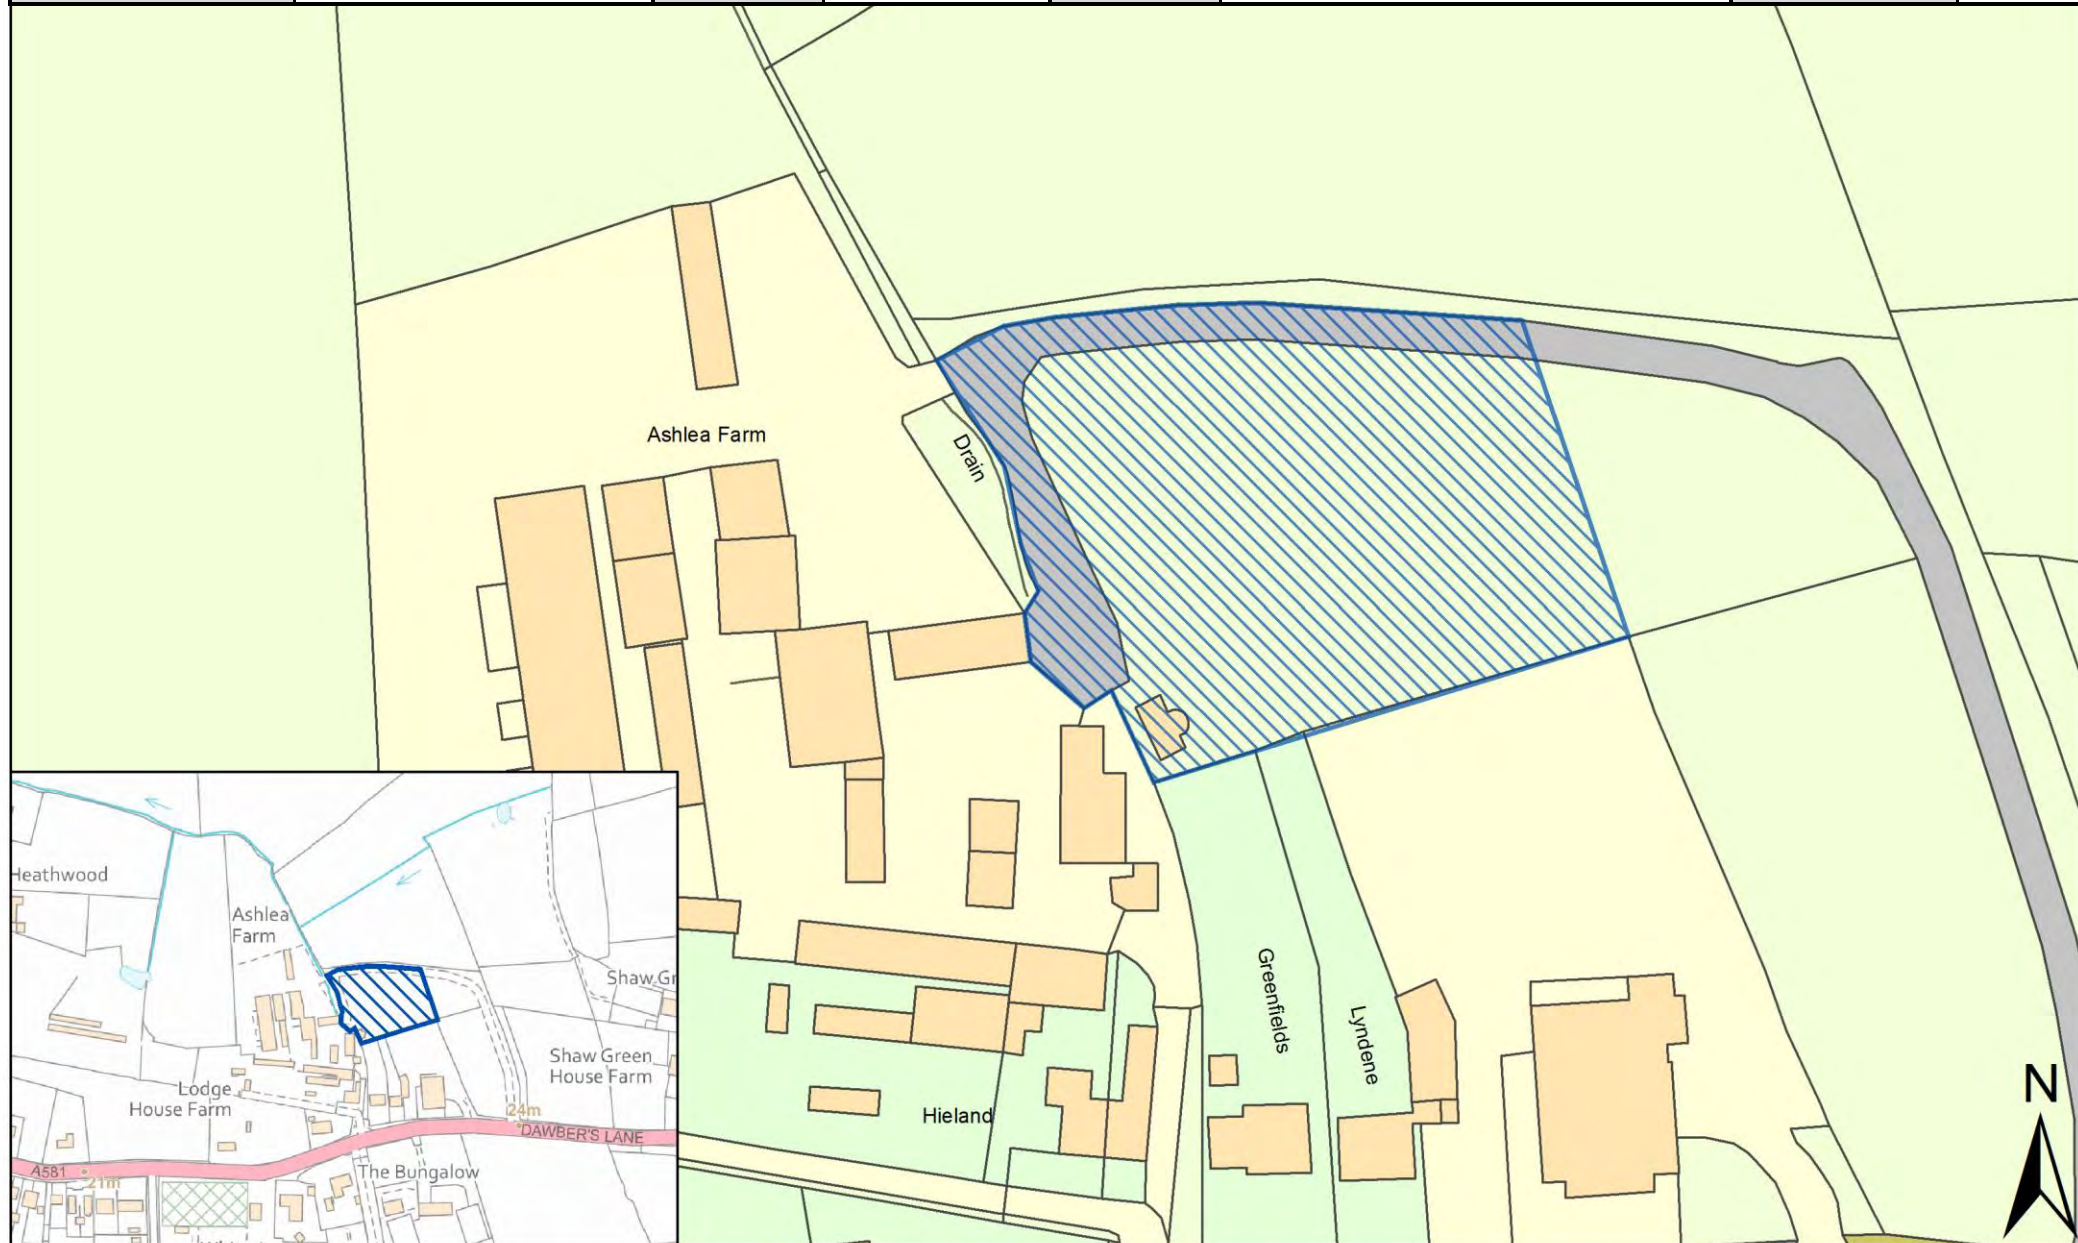 Ashlea Farm
Drain
Greenfields
Lyndene
Hieland
N
Heathwood
Ashlea
Farm
Shaw Gr
Shaw Green
House Farm
Lodge
House Farm
24m
DAWBER'S LANE
A581
21m
The Bungalow